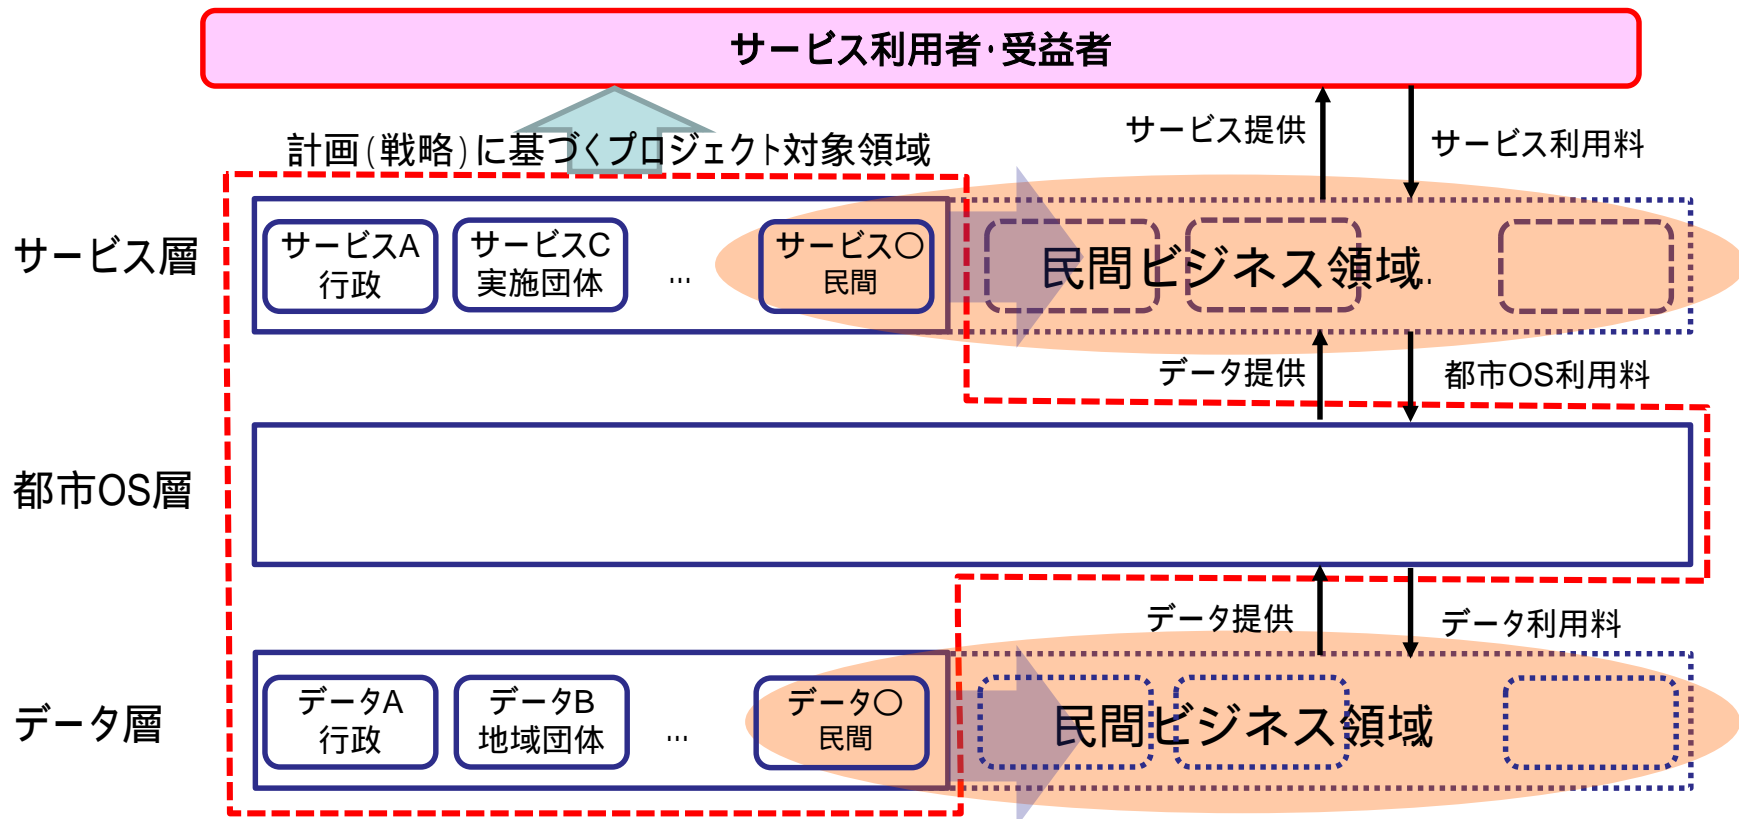 サービス利用者・受益者
計画(戦略)に基づくプロジェクト対象領域
サービス提供
サービス利用料
サービス層
サービスA
行政
サービスC
実施団体
...
サービス〇
民間
民間ビジネス領域
...
データ提供
都市OS利用料
都市OS層
データ提供
データ利用料
データ層
データA
行政
データB
地域団体
...
データ〇
民間
民間ビジネス領域